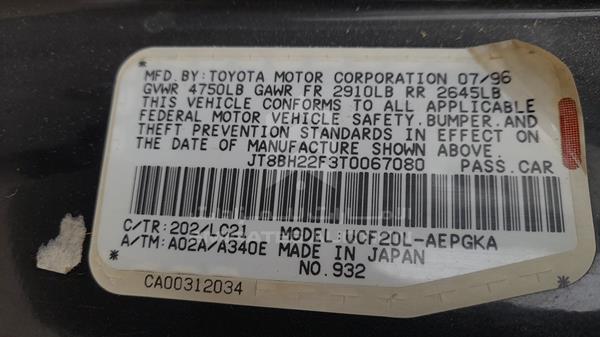 MFD.BY:TOYOTA MOTOR CORPORATION 07/96
GVWR 4750LB GAWR FR 2910LB RR 2645LB
THIS VEHICLE CONFORMS TO ALL APPLICABLE
FEDERAL MOTOR VEHICLE SAFETY.BUMPER.AND
THEFT PREVENTION STANDARDS IN EFFECT ON
THE DATE OF MANUFACTURE SHOWN ABOVE.
JT8BH22F3T0067080 PASS.CAR
C/TR:202/LC21 MODEL:UCF20L-AEPGKA
A/TM:A02A/A340E MADE IN JAPAN
NO.932
CA00312034